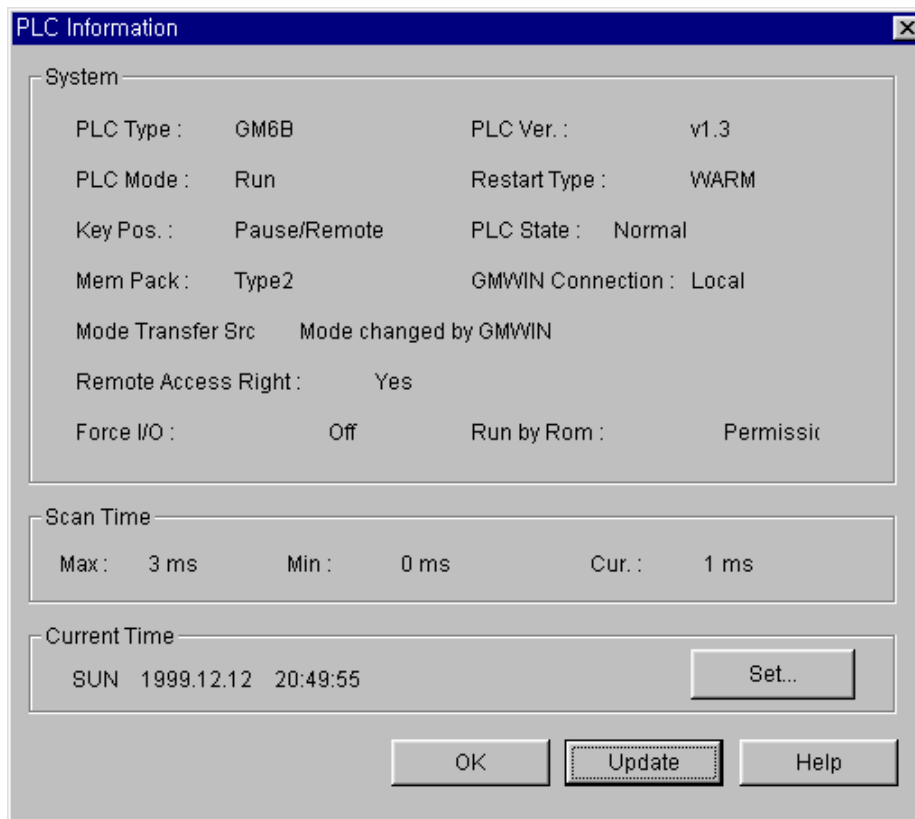 PLC Information
System
PLC Type : GM6B PLC Ver. : v1.3
PLC Mode : Run Restart Type : WARM
Key Pos. : Pause/Remote PLC State : Normal
Mem Pack : Type2 GMWIN Connection : Local
Mode Transfer Src Mode changed by GMWIN
Remote Access Right : Yes
Force I/O : Off Run by Rom : Permissic
Scan Time
Max : 3 ms Min : 0 ms Cur. : 1 ms
Current Time
SUN 1999.12.12 20:49:55 Set...
OK Update Help